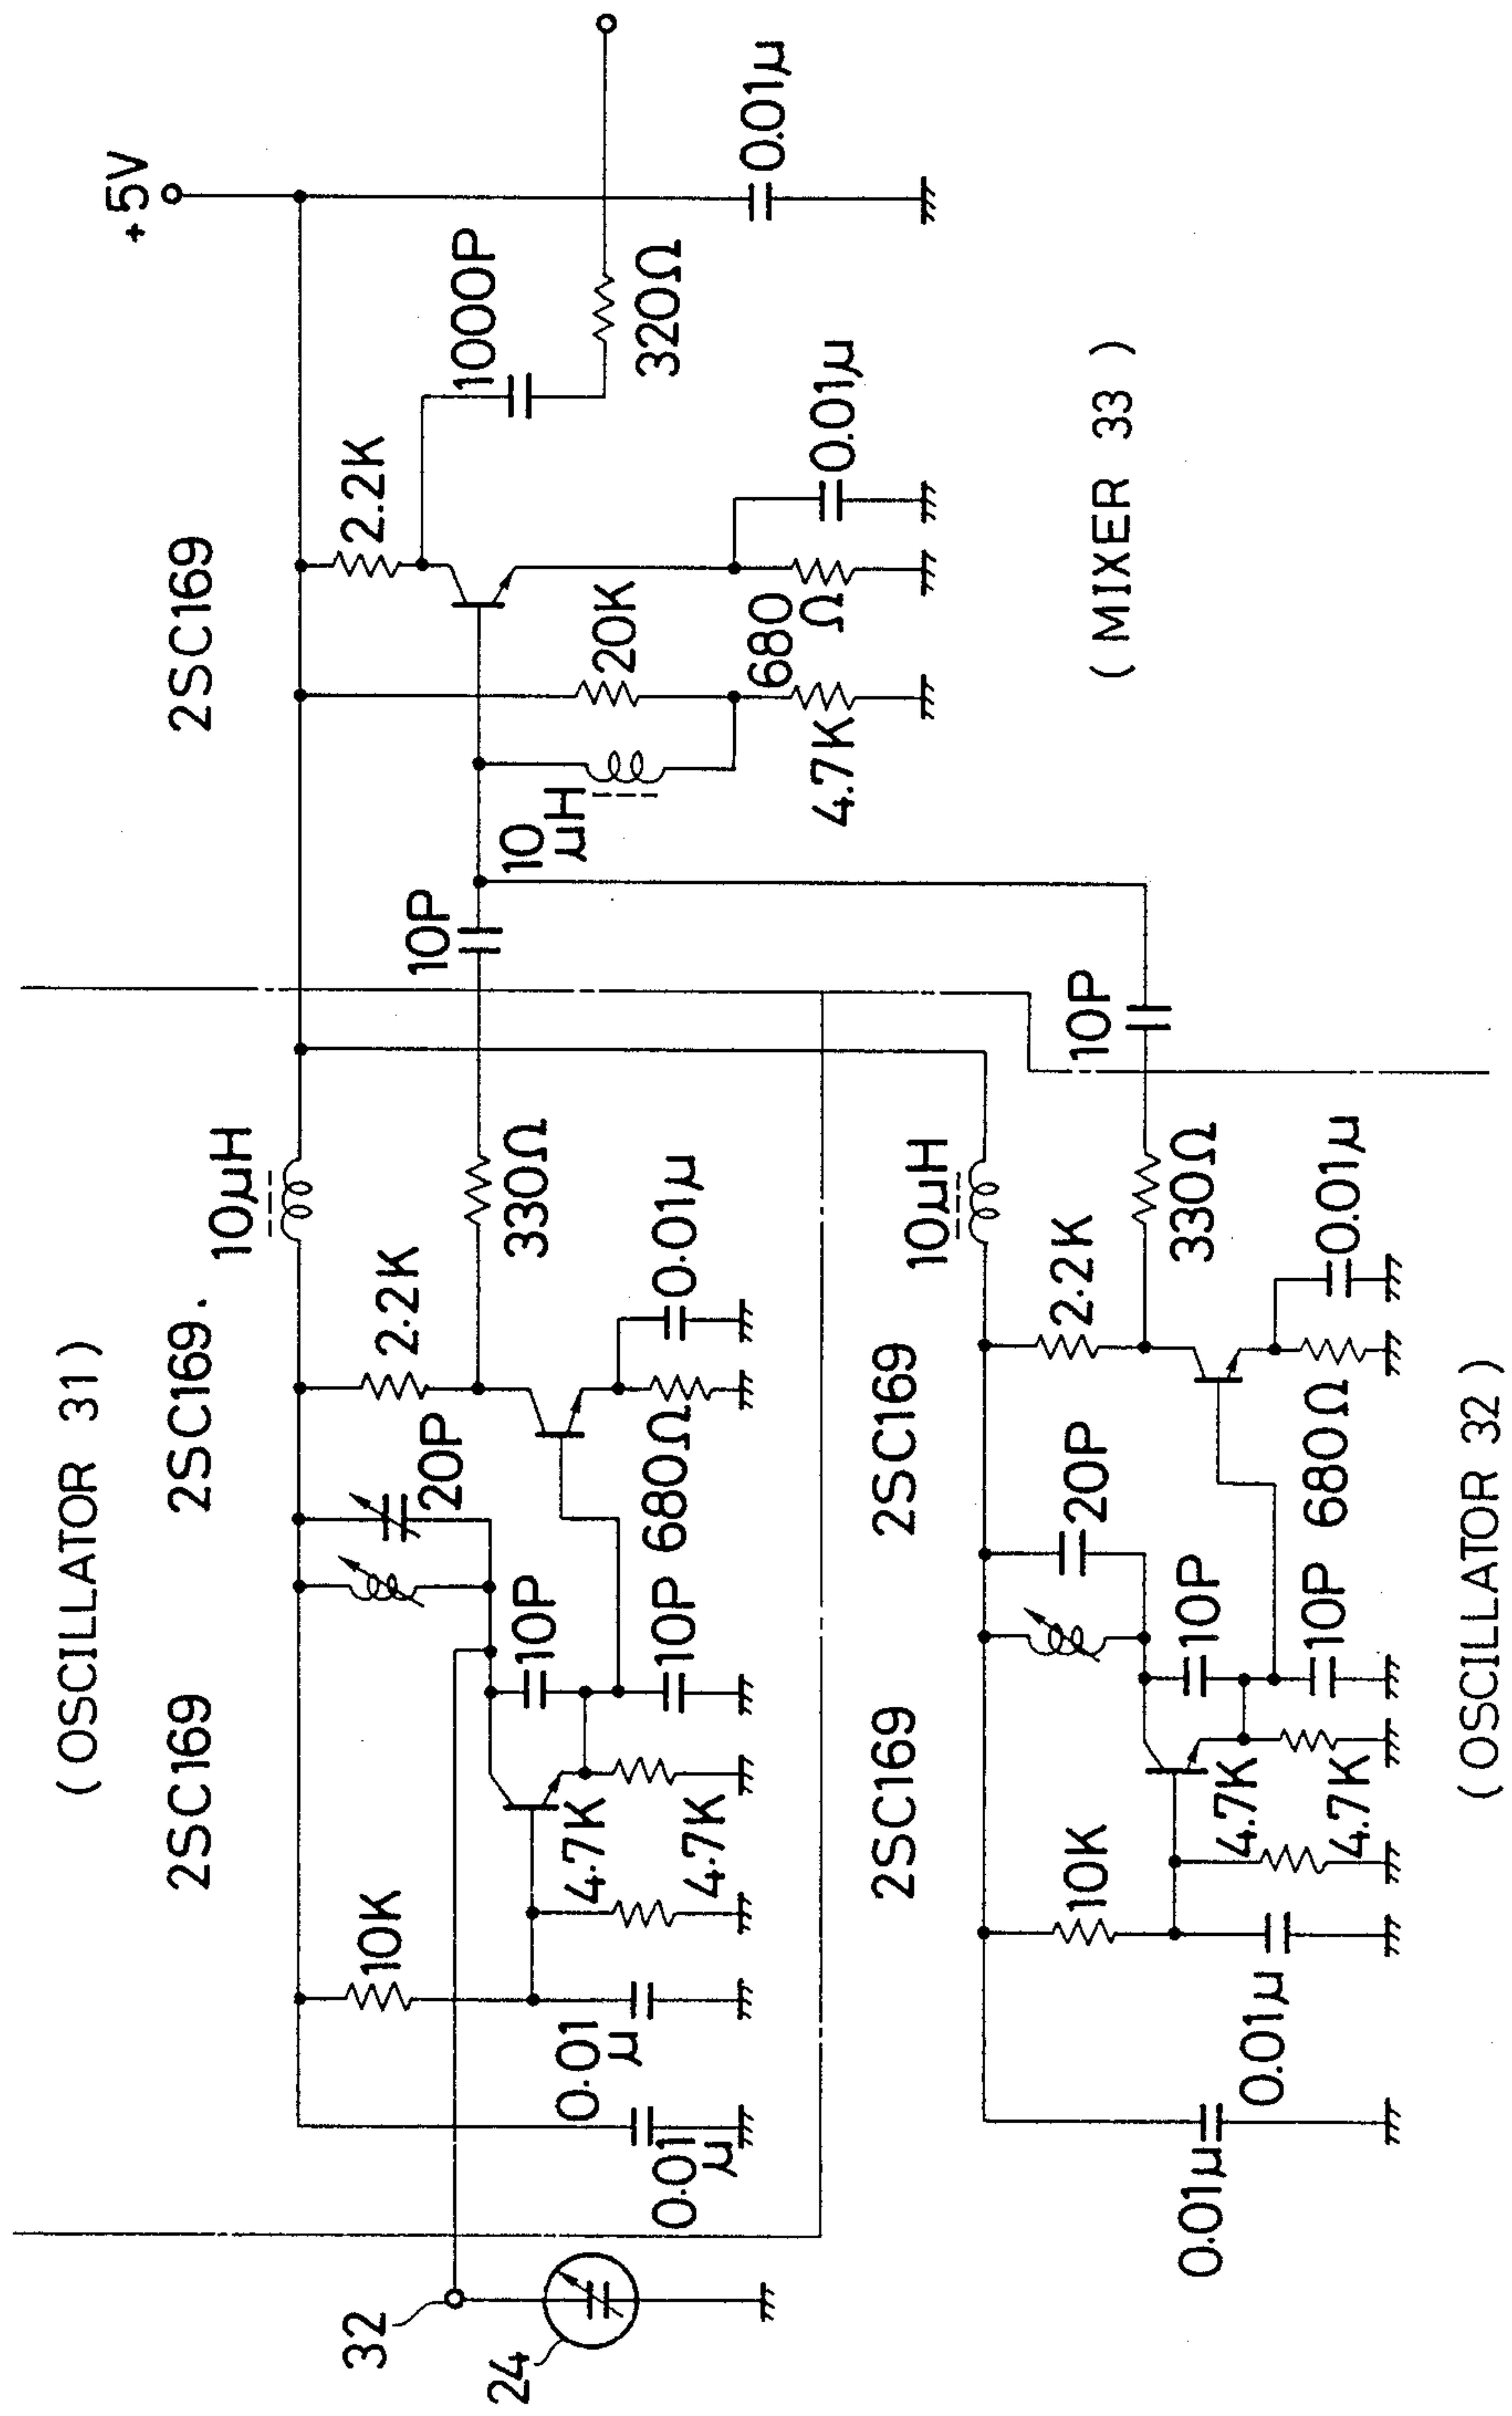 ( OSCILLATOR 31 )
2SC169
2SC169.
2SC169
+5V
10K
0.01
μ
0.01
μ
4.7K
4.7K
10P
10P
20P
2.2K
680Ω
0.01μ
330Ω
10μH
10P
10
μH
20K
4.7K
680
Ω
2.2K
1000P
320Ω
0.01μ
0.01μ
( MIXER 33 )
32
24
2SC169
2SC169
10K
0.01μ
0.01μ
4.7K
4.7K
10P
10P
20P
2.2K
680Ω
0.01μ
330Ω
10μH
10P
( OSCILLATOR 32 )